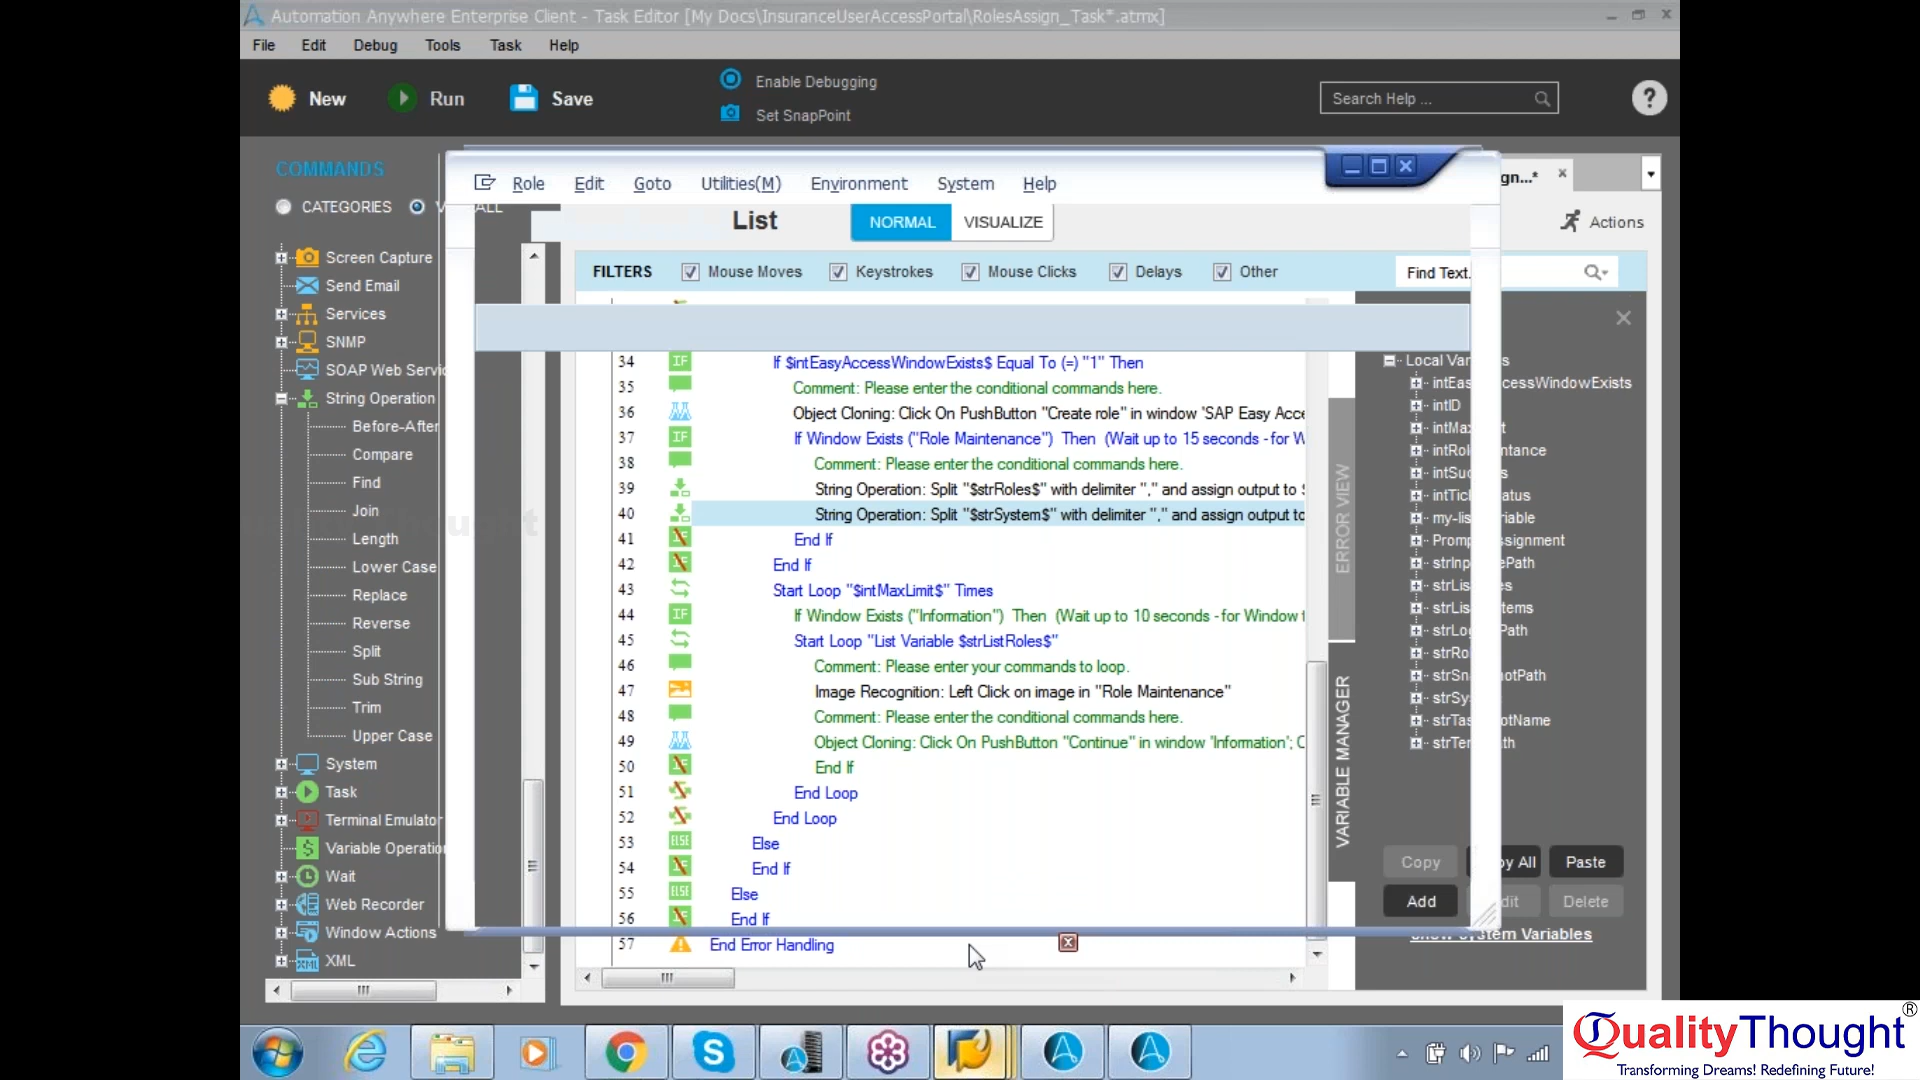 Automation Anywhere Enterprise Client - Task Editor [My Docs\InsuranceUserAccessPortal\RolesAssign_Task*.atmx]
File Edit Debug Tools Task Help
New Run Save
Enable Debugging
Set SnapPoint
Search Help ...
?
COMMANDS
CATEGORIES
ALL
Screen Capture
Send Email
Services
SNMP
SOAP Web
String Operation
Before-After
Compare
Find
Join
Length
Lower Case
Replace
Reverse
Split
Sub String
Trim
Upper Case
System
Task
Terminal Emulator
Variable
Wait
Web Recorder
Window Actions
XML
Role Edit Goto Utilities(M) Environment System Help
gn...*
List NORMAL VISUALIZE
Actions
FILTERS Mouse Moves Keystrokes Mouse Clicks Delays Other
Find Text.
34 If $intEasyAccessWindowExists$ Equal To (=) "1" Then
35 Comment: Please enter the conditional commands here.
36 Object Cloning: Click On PushButton "Create role" in window 'SAP Easy Acce
37 If Window Exists ("Role Maintenance") Then (Wait up to 15 seconds - for W
38 Comment: Please enter the conditional commands here.
39 String Operation: Split "$strRoles$" with delimiter "," and assign output to
40 String Operation: Split "$strSystem$" with delimiter "," and assign output to
41 End If
42 End If
43 Start Loop "$intMaxLimit$" Times
44 If Window Exists ("Information") Then (Wait up to 10 seconds - for Window
45 Start Loop "List Variable $strListRoles$"
46 Comment: Please enter your commands to loop.
47 Image Recognition: Left Click on image in "Role Maintenance"
48 Comment: Please enter the conditional commands here.
49 Object Cloning: Click On PushButton "Continue" in window 'Information'; C
50 End If
51 End Loop
52 End Loop
53 Else
54 End If
55 Else
56 End If
57 End Error Handling
ERROR VIEW
VARIABLE MANAGER
Local
intID
my-lis
Copy All Paste
Add Delete
System Variables
Quality Thought
QualityThought®
Transforming Dreams! Redefining Future!